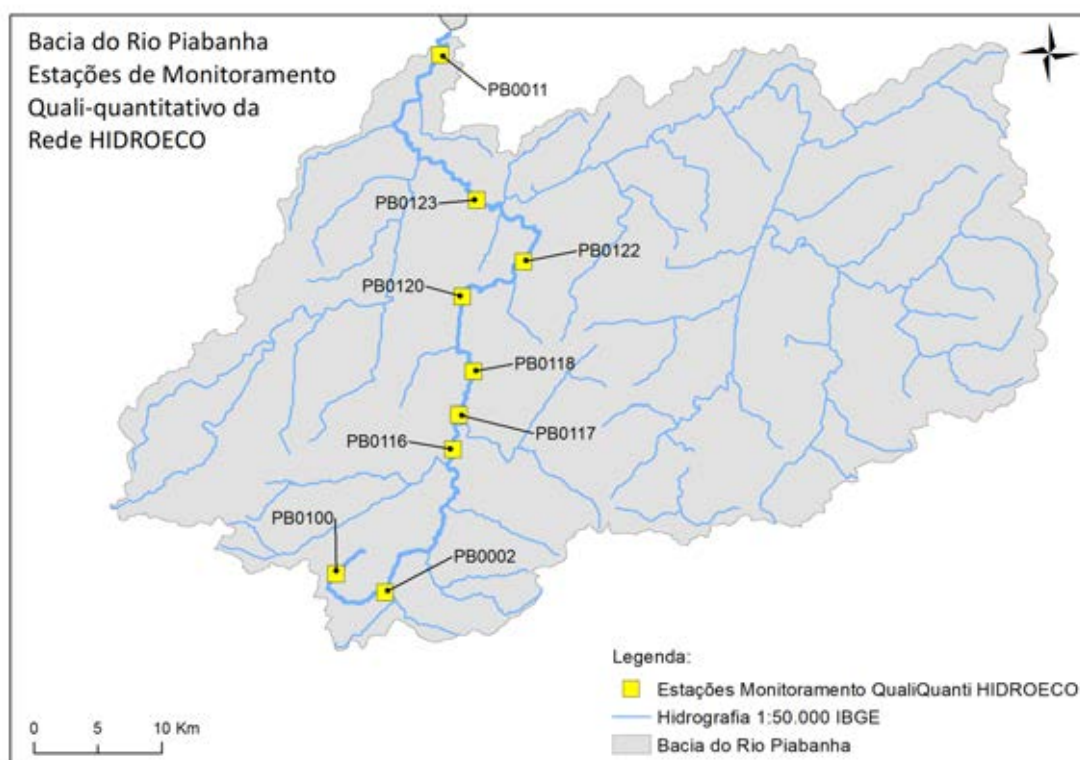 Bacia do Rio Piabanha
Estações de Monitoramento
Quali-quantitativo da
Rede HIDROECO
PB0011
PB0123
PB0122
PB0120
PB0118
PB0117
PB0116
PB0100
PB0002
Legenda:
Estações Monitoramento QualiQuanti HIDROECO
Hidrografia 1:50.000 IBGE
Bacia do Rio Piabanha
0 5 10 Km